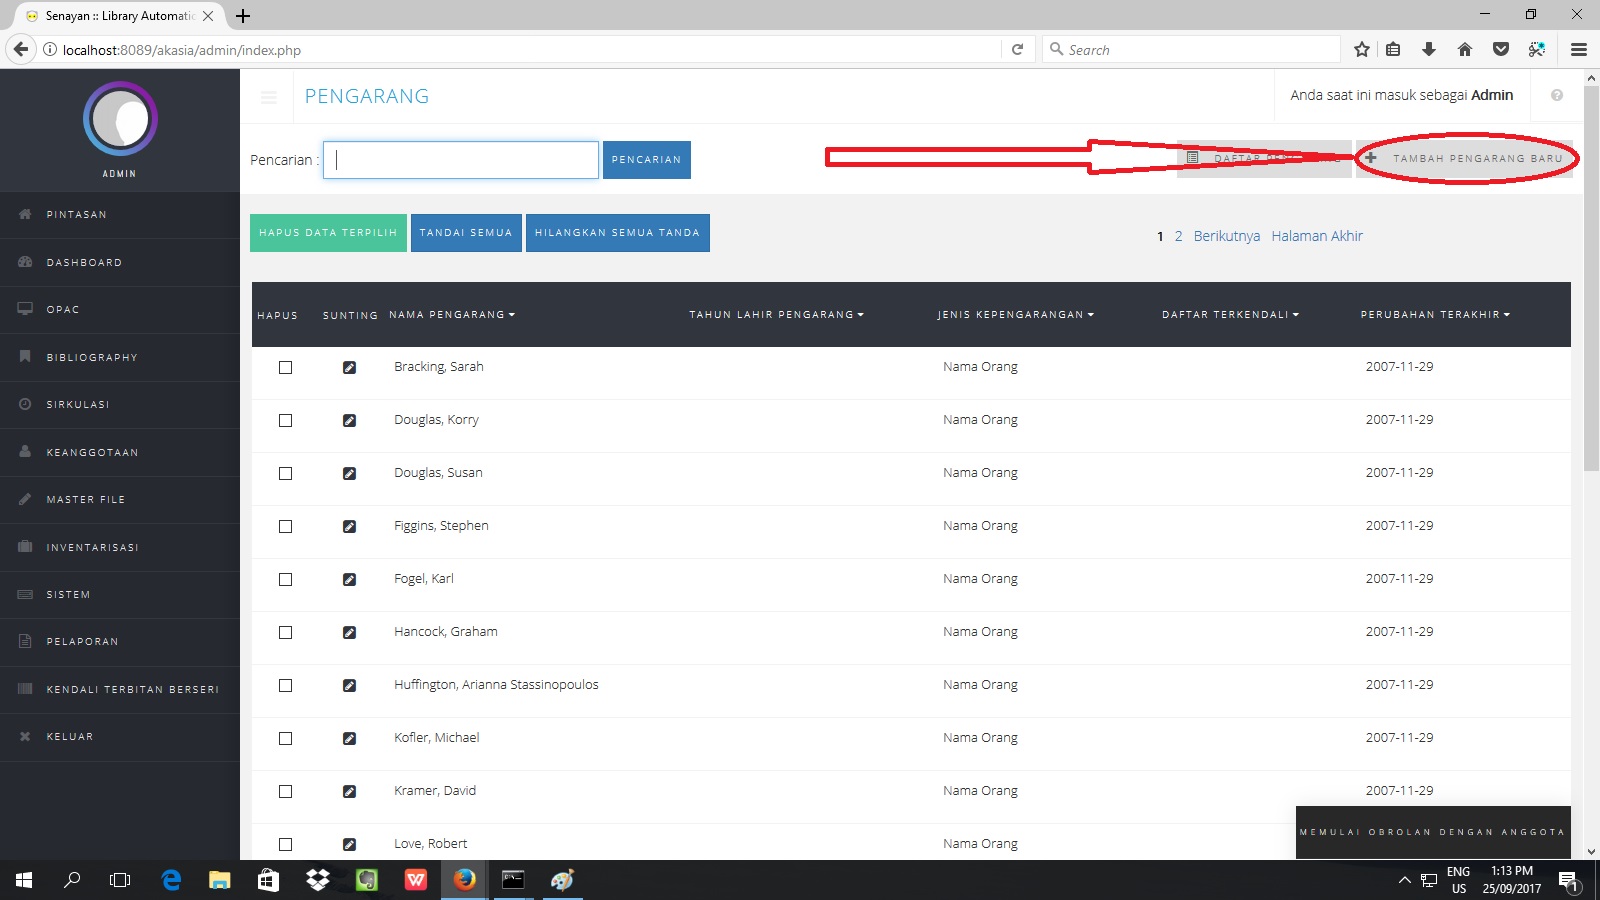 Senayan :: Library Automatic
localhost:8089/akasia/admin/index.php
Search
ADMIN
PINTASAN
DASHBOARD
OPAC
BIBLIOGRAPHY
SIRKULASI
KEANGGOTAAN
MASTER FILE
INVENTARISASI
SISTEM
PELAPORAN
KENDALI TERBITAN BERSERI
KELUAR
PENGARANG
Anda saat ini masuk sebagai Admin
Pencarian :
PENCARIAN
DAFTAR
TAMBAH PENGARANG BARU
HAPUS DATA TERPILIH
TANDAI SEMUA
HILANGKAN SEMUA TANDA
1 2 Berikutnya Halaman Akhir
HAPUS SUNTING NAMA PENGARANG TAHUN LAHIR PENGARANG JENIS KEPENGARANGAN DAFTAR TERKENDALI PERUBAHAN TERAKHIR
Bracking, Sarah Nama Orang 2007-11-29
Douglas, Korry Nama Orang 2007-11-29
Douglas, Susan Nama Orang 2007-11-29
Figgins, Stephen Nama Orang 2007-11-29
Fogel, Karl Nama Orang 2007-11-29
Hancock, Graham Nama Orang 2007-11-29
Huffington, Arianna Stassinopoulos Nama Orang 2007-11-29
Kofler, Michael Nama Orang 2007-11-29
Kramer, David Nama Orang 2007-11-29
Love, Robert Nama Orang
MEMULAI OBROLAN DENGAN ANGGOTA
ENG
US
1:13 PM
25/09/2017
1